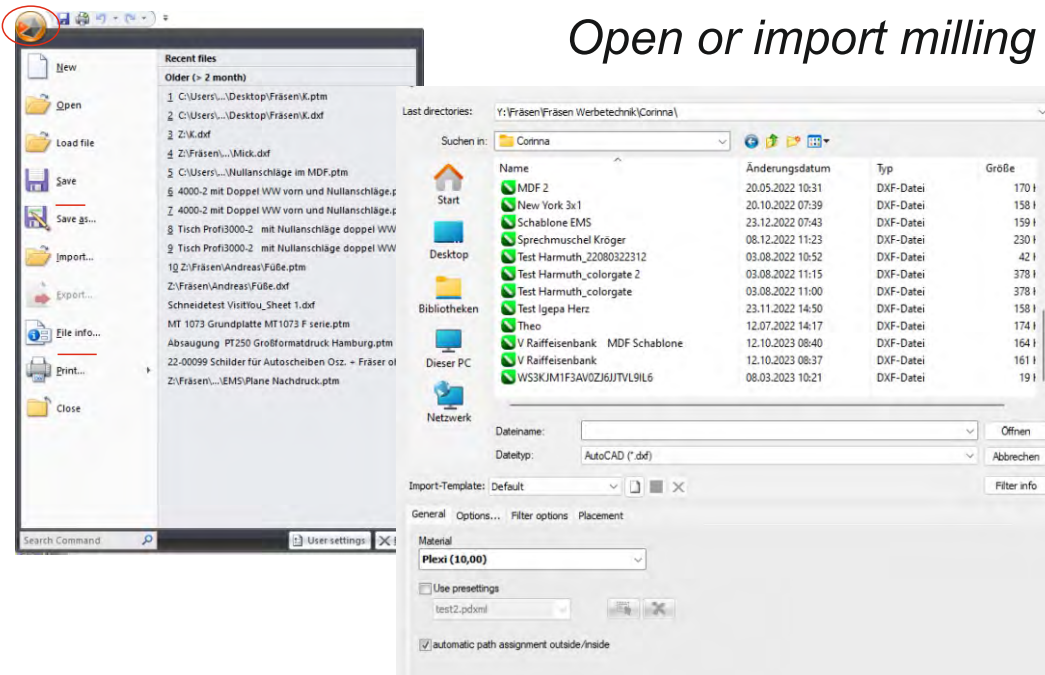 Open or import milling
New
Open
Load file
Save
Save as...
Import...
Export...
File info...
Print...
Close
Recent files
Older (> 2 month)
1 C:\Users\...\Desktop\Fräsen\K.ptm
2 C:\Users\...\Desktop\Fräsen\K.dxf
3 Z:\K.dxf
4 Z:\Fräsen\...\Mick.dxf
5 C:\Users\...\Nullanschläge im MDF.ptm
6 4000-2 mit Doppel WW vorn und Nullanschläge.p
7 4000-2 mit Doppel WW vorn und Nullanschläge.p
8 Tisch Profi3000-2 mit Nullanschläge doppel WW
9 Tisch Profi3000-2 mit Nullanschläge doppel WW
10 Z:\Fräsen\Andreas\Füße.ptm
Z:\Fräsen\Andreas\Füße.dxf
Schneidetest VisitYou_Sheet 1.dxf
MT 1073 Grundplatte MT1073 F serie.ptm
Absaugung PT250 Großformatdruck Hamburg.ptm
22-00099 Schilder für Autoscheiben Osz. + Fräser o
Z:\Fräsen\...\EMS\Plane Nachdruck.ptm
Search Command
User settings
Last directories: Y:\Fräsen\Fräsen Werbetechnik\Corinna\
Suchen in: Corinna
Start
Desktop
Bibliotheken
Dieser PC
Netzwerk
Name Änderungsdatum Typ Größe
MDF 2 20.05.2022 10:31 DXF-Datei 170
New York 3x1 20.10.2022 07:39 DXF-Datei 158
Schablone EMS 23.12.2022 07:43 DXF-Datei 159
Sprechmuschel Kröger 08.12.2022 11:23 DXF-Datei 230
Test Harmuth_22080322312 03.08.2022 10:52 DXF-Datei 42
Test Harmuth_colorgate 2 03.08.2022 11:15 DXF-Datei 378
Test Harmuth_colorgate 03.08.2022 11:00 DXF-Datei 378
Test Igepa Herz 23.11.2022 14:50 DXF-Datei 158
Theo 12.07.2022 14:17 DXF-Datei 174
V Raiffeisenbank MDF Schablone 12.10.2023 08:40 DXF-Datei 164
V Raiffeisenbank 12.10.2023 08:37 DXF-Datei 161
WS3KJM1F3AV0ZJ6JJTVL9IL6 08.03.2023 10:21 DXF-Datei 19
Dateiname: Öffnen
Dateityp: AutoCAD (*.dxf) Abbrechen
Import-Template: Default Filter info
General Options... Filter options Placement
Material
Plexi (10,00)
Use presettings
test2.pdxml
automatic path assignment outside/inside